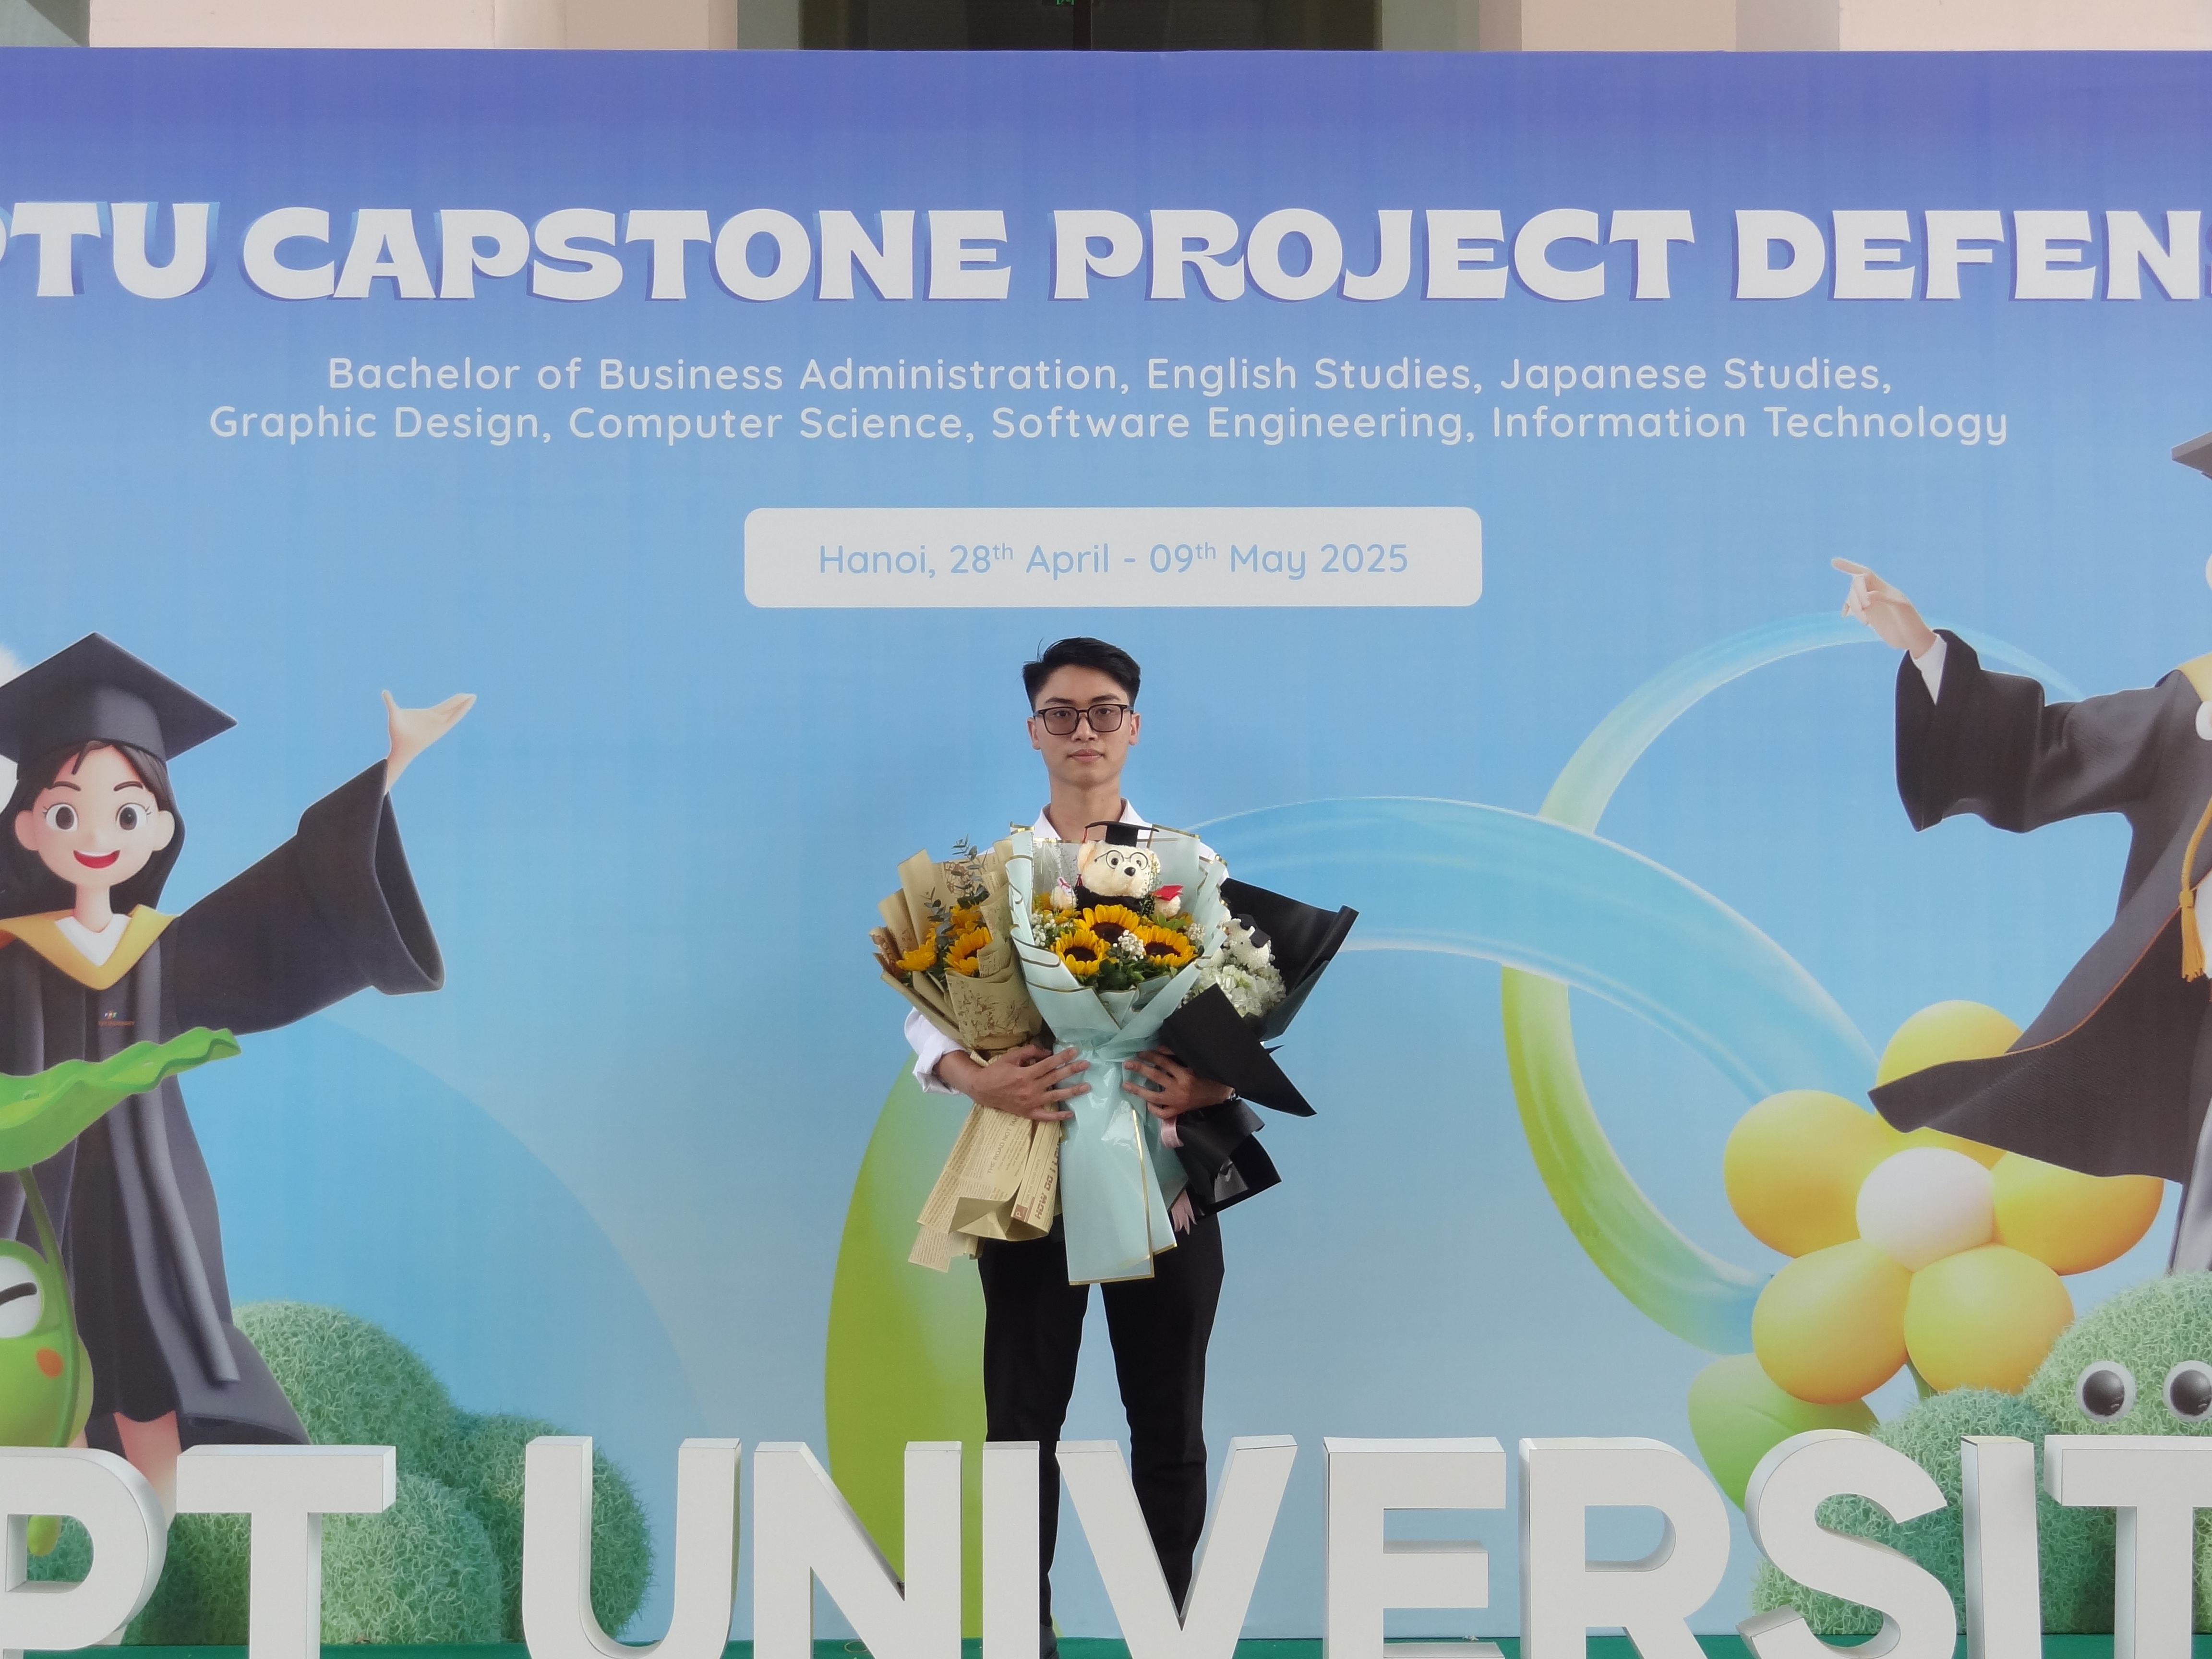 PTU CAPSTONE PROJECT DEFENS
Bachelor of Business Administration, English Studies, Japanese Studies,
Graphic Design, Computer Science, Software Engineering, Information Technology
Hanoi, 28th April - 09th May 2025
PT UNIVERSIT